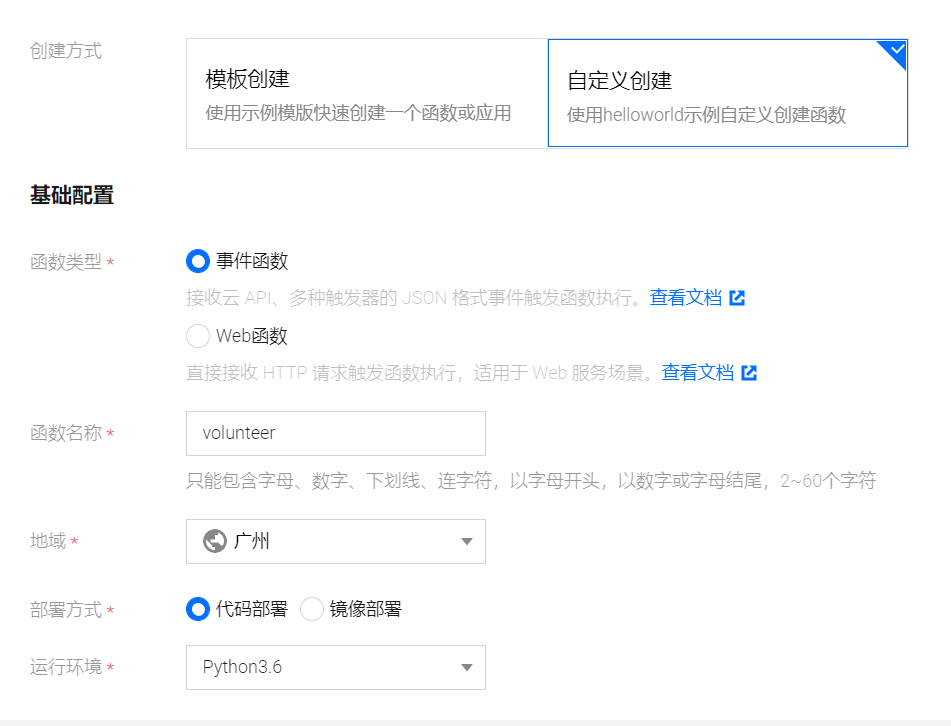 创建方式
模板创建
使用示例模版快速创建一个函数或应用
自定义创建
使用helloworld示例自定义创建函数
基础配置
函数类型 *
事件函数
接收云 API、多种触发器的 JSON 格式事件触发函数执行。查看文档
Web函数
直接接收 HTTP 请求触发函数执行，适用于 Web 服务场景。查看文档
函数名称 *
volunteer
只能包含字母、数字、下划线、连字符，以字母开头，以数字或字母结尾，2~60个字符
地域 *
广州
部署方式 *
代码部署 镜像部署
运行环境 *
Python3.6